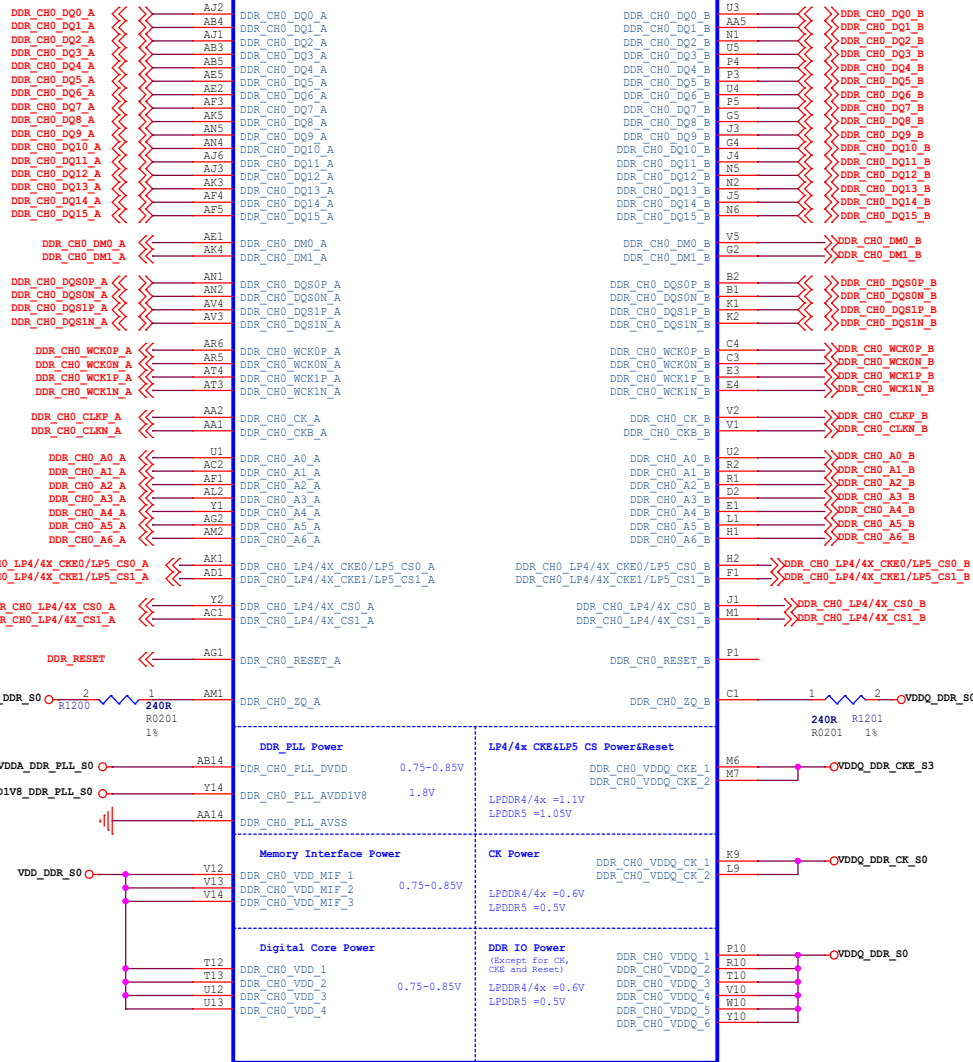 DDR_CH0_DQ0_A AJ2 DDR_CH0_DQ0_A DDR_CH0_DQ0_B U3 DDR_CH0_DQ0_B
DDR_CH0_DQ1_A AB4 DDR_CH0_DQ1_A DDR_CH0_DQ1_B AA5 DDR_CH0_DQ1_B
DDR_CH0_DQ2_A AJ1 DDR_CH0_DQ2_A DDR_CH0_DQ2_B N1 DDR_CH0_DQ2_B
DDR_CH0_DQ3_A AB3 DDR_CH0_DQ3_A DDR_CH0_DQ3_B U5 DDR_CH0_DQ3_B
DDR_CH0_DQ4_A AB5 DDR_CH0_DQ4_A DDR_CH0_DQ4_B P4 DDR_CH0_DQ4_B
DDR_CH0_DQ5_A AE5 DDR_CH0_DQ5_A DDR_CH0_DQ5_B P3 DDR_CH0_DQ5_B
DDR_CH0_DQ6_A AE2 DDR_CH0_DQ6_A DDR_CH0_DQ6_B U4 DDR_CH0_DQ6_B
DDR_CH0_DQ7_A AF3 DDR_CH0_DQ7_A DDR_CH0_DQ7_B P5 DDR_CH0_DQ7_B
DDR_CH0_DQ8_A AK5 DDR_CH0_DQ8_A DDR_CH0_DQ8_B G5 DDR_CH0_DQ8_B
DDR_CH0_DQ9_A AN5 DDR_CH0_DQ9_A DDR_CH0_DQ9_B J3 DDR_CH0_DQ9_B
DDR_CH0_DQ10_A AN4 DDR_CH0_DQ10_A DDR_CH0_DQ10_B G4 DDR_CH0_DQ10_B
DDR_CH0_DQ11_A AJ6 DDR_CH0_DQ11_A DDR_CH0_DQ11_B J4 DDR_CH0_DQ11_B
DDR_CH0_DQ12_A AJ3 DDR_CH0_DQ12_A DDR_CH0_DQ12_B N5 DDR_CH0_DQ12_B
DDR_CH0_DQ13_A AK3 DDR_CH0_DQ13_A DDR_CH0_DQ13_B N2 DDR_CH0_DQ13_B
DDR_CH0_DQ14_A AF4 DDR_CH0_DQ14_A DDR_CH0_DQ14_B J5 DDR_CH0_DQ14_B
DDR_CH0_DQ15_A AF5 DDR_CH0_DQ15_A DDR_CH0_DQ15_B N6 DDR_CH0_DQ15_B
DDR_CH0_DM0_A AE1 DDR_CH0_DM0_A DDR_CH0_DM0_B V5 DDR_CH0_DM0_B
DDR_CH0_DM1_A AK4 DDR_CH0_DM1_A DDR_CH0_DM1_B G2 DDR_CH0_DM1_B
DDR_CH0_DQS0P_A AN1 DDR_CH0_DQS0P_A DDR_CH0_DQS0P_B B2 DDR_CH0_DQS0P_B
DDR_CH0_DQS0N_A AN2 DDR_CH0_DQS0N_A DDR_CH0_DQS0N_B B1 DDR_CH0_DQS0N_B
DDR_CH0_DQS1P_A AV4 DDR_CH0_DQS1P_A DDR_CH0_DQS1P_B K1 DDR_CH0_DQS1P_B
DDR_CH0_DQS1N_A AV3 DDR_CH0_DQS1N_A DDR_CH0_DQS1N_B K2 DDR_CH0_DQS1N_B
DDR_CH0_WCK0P_A AR6 DDR_CH0_WCK0P_A DDR_CH0_WCK0P_B C4 DDR_CH0_WCK0P_B
DDR_CH0_WCK0N_A AR5 DDR_CH0_WCK0N_A DDR_CH0_WCK0N_B C3 DDR_CH0_WCK0N_B
DDR_CH0_WCK1P_A AT4 DDR_CH0_WCK1P_A DDR_CH0_WCK1P_B E3 DDR_CH0_WCK1P_B
DDR_CH0_WCK1N_A AT3 DDR_CH0_WCK1N_A DDR_CH0_WCK1N_B E4 DDR_CH0_WCK1N_B
DDR_CH0_CLKP_A AA2 DDR_CH0_CK_A DDR_CH0_CK_B V2 DDR_CH0_CLKP_B
DDR_CH0_CLKN_A AA1 DDR_CH0_CKB_A DDR_CH0_CKB_B V1 DDR_CH0_CLKN_B
DDR_CH0_A0_A U1 DDR_CH0_A0_A DDR_CH0_A0_B U2 DDR_CH0_A0_B
DDR_CH0_A1_A AC2 DDR_CH0_A1_A DDR_CH0_A1_B R2 DDR_CH0_A1_B
DDR_CH0_A2_A AF1 DDR_CH0_A2_A DDR_CH0_A2_B R1 DDR_CH0_A2_B
DDR_CH0_A3_A AL2 DDR_CH0_A3_A DDR_CH0_A3_B D2 DDR_CH0_A3_B
DDR_CH0_A4_A Y1 DDR_CH0_A4_A DDR_CH0_A4_B E1 DDR_CH0_A4_B
DDR_CH0_A5_A AG2 DDR_CH0_A5_A DDR_CH0_A5_B L1 DDR_CH0_A5_B
DDR_CH0_A6_A AM2 DDR_CH0_A6_A DDR_CH0_A6_B H1 DDR_CH0_A6_B
H0_LP4/4X_CKE0/LP5_CS0_A AK1 DDR_CH0_LP4/4X_CKE0/LP5_CS0_A DDR_CH0_LP4/4X_CKE0/LP5_CS0_B H2 DDR_CH0_LP4/4X_CKE0/LP5_CS0_B
H0_LP4/4X_CKE1/LP5_CS1_A AD1 DDR_CH0_LP4/4X_CKE1/LP5_CS1_A DDR_CH0_LP4/4X_CKE1/LP5_CS1_B F1 DDR_CH0_LP4/4X_CKE1/LP5_CS1_B
R_CH0_LP4/4X_CS0_A Y2 DDR_CH0_LP4/4X_CS0_A DDR_CH0_LP4/4X_CS0_B J1 DDR_CH0_LP4/4X_CS0_B
R_CH0_LP4/4X_CS1_A AC1 DDR_CH0_LP4/4X_CS1_A DDR_CH0_LP4/4X_CS1_B M1 DDR_CH0_LP4/4X_CS1_B
DDR_RESET AG1 DDR_CH0_RESET_A DDR_CH0_RESET_B P1
_DDR_S0 2 1 AM1 DDR_CH0_ZQ_A DDR_CH0_ZQ_B C1 1 2 VDDQ_DDR_S0
R1200 240R 240R R1201
R0201 R0201 1%
1%
DDR_PLL Power LP4/4x CKE&LP5 CS Power&Reset
VDDA_DDR_PLL_S0 AB14 DDR_CH0_PLL_DVDD 0.75-0.85V DDR_CH0_VDDQ_CKE_1 M6 VDDQ_DDR_CKE_S3
DDR_CH0_VDDQ_CKE_2 M7
D1V8_DDR_PLL_S0 Y14 DDR_CH0_PLL_AVDD1V8 1.8V LPDDR4/4x =1.1V
LPDDR5 =1.05V
AA14 DDR_CH0_PLL_AVSS
Memory Interface Power CK Power
VDD_DDR_S0 V12 DDR_CH0_VDD_MIF_1 DDR_CH0_VDDQ_CK_1 K9 VDDQ_DDR_CK_S0
V13 DDR_CH0_VDD_MIF_2 0.75-0.85V DDR_CH0_VDDQ_CK_2 L9
V14 DDR_CH0_VDD_MIF_3 LPDDR4/4x =0.6V
LPDDR5 =0.5V
Digital Core Power DDR IO Power
(Except for CK,
CKE and Reset)
T12 DDR_CH0_VDD_1 DDR_CH0_VDDQ_1 P10 VDDQ_DDR_S0
T13 DDR_CH0_VDD_2 DDR_CH0_VDDQ_2 R10
U12 DDR_CH0_VDD_3 0.75-0.85V LPDDR4/4x =0.6V DDR_CH0_VDDQ_3 T10
U13 DDR_CH0_VDD_4 LPDDR5 =0.5V DDR_CH0_VDDQ_4 V10
DDR_CH0_VDDQ_5 W10
DDR_CH0_VDDQ_6 Y10